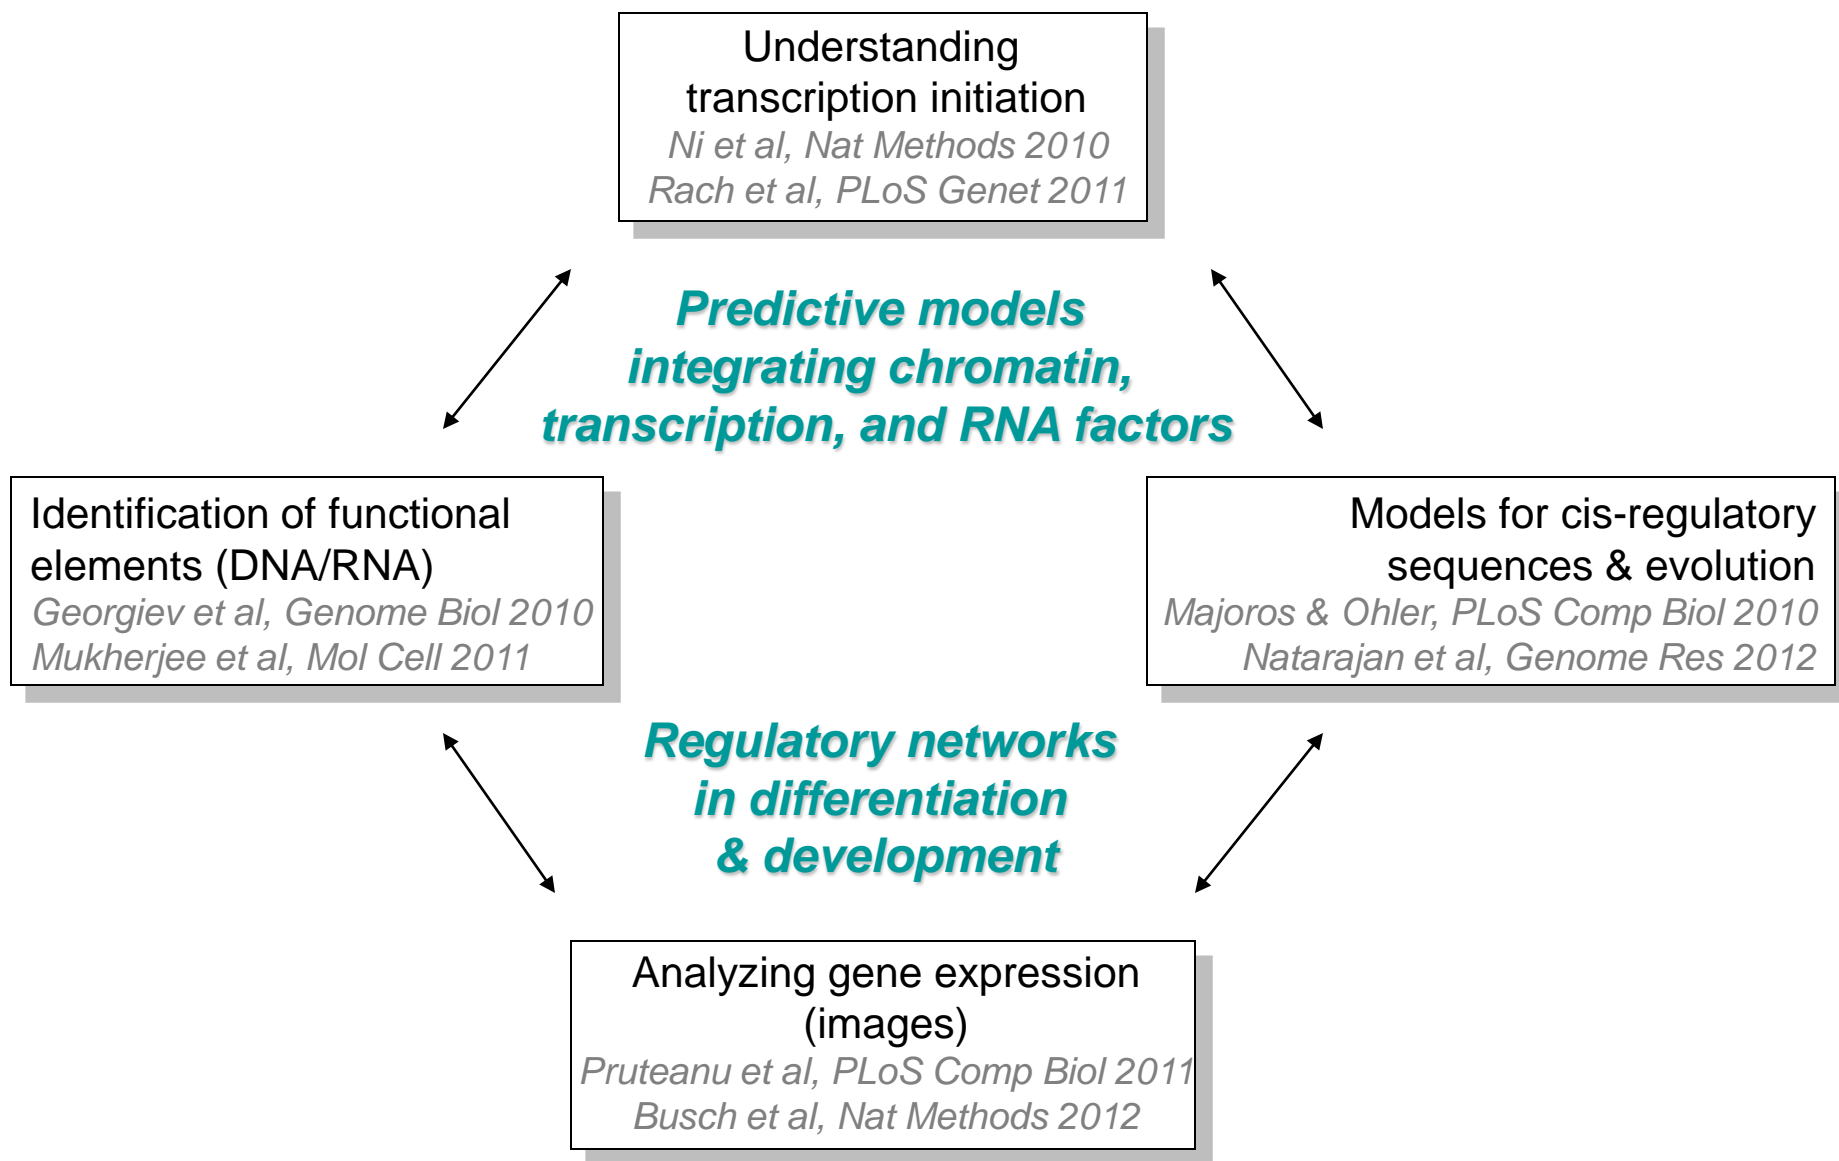 Understanding
transcription initiation
Ni et al, Nat Methods 2010
Rach et al, PLoS Genet 2011
Predictive models
integrating chromatin,
transcription, and RNA factors
Identification of functional
elements (DNA/RNA)
Georgiev et al, Genome Biol 2010
Mukherjee et al, Mol Cell 2011
Models for cis-regulatory
sequences & evolution
Majoros & Ohler, PLoS Comp Biol 2010
Natarajan et al, Genome Res 2012
Regulatory networks
in differentiation
& development
Analyzing gene expression
(images)
Pruteanu et al, PLoS Comp Biol 2011
Busch et al, Nat Methods 2012